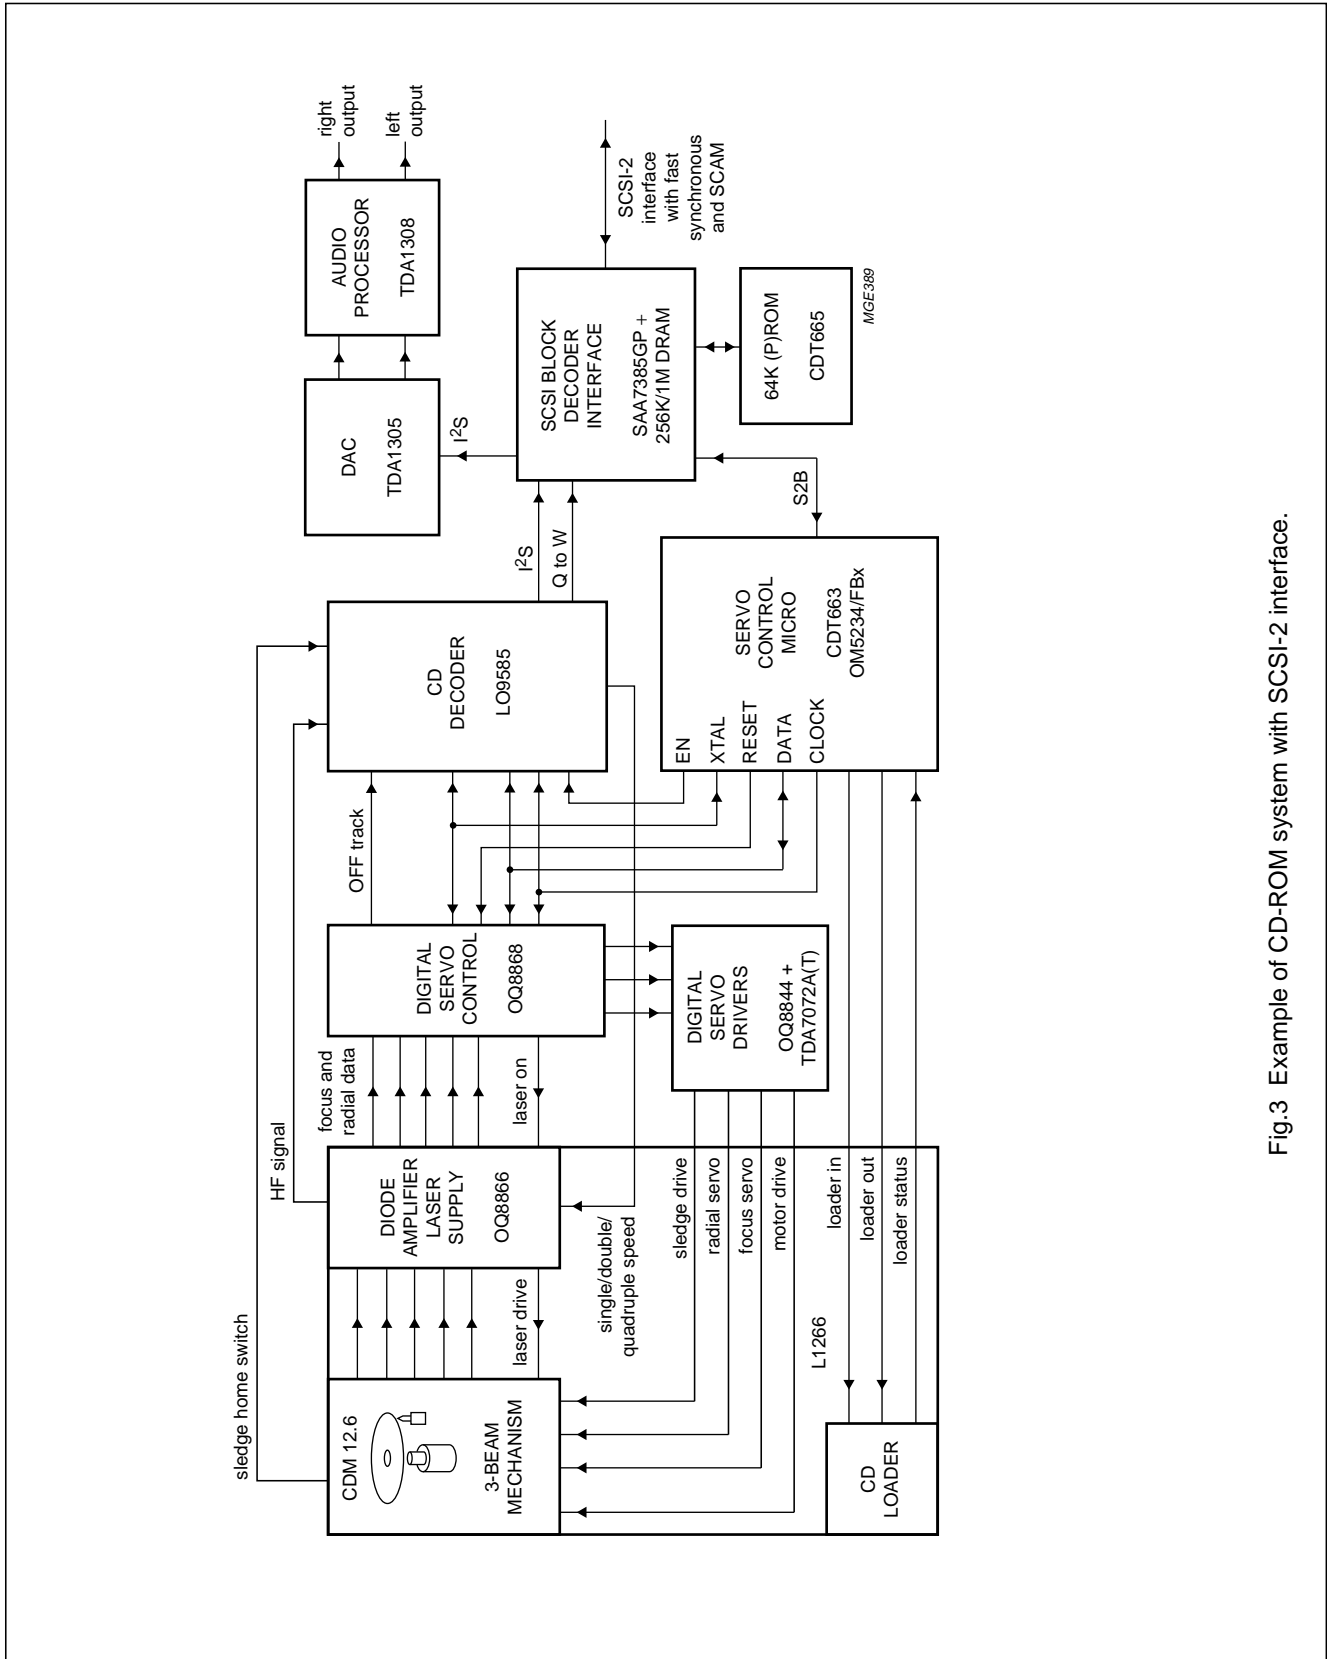 sledge home switch
HF signal
CDM 12.6
3-BEAM
MECHANISM
laser drive
DIODE
AMPLIFIER
LASER
SUPPLY
OQ8866
focus and
radial data
laser on
DIGITAL
SERVO
CONTROL
OQ8868
OFF track
CD
DECODER
LO9585
I2S
Q to W
DAC
TDA1305
I2S
AUDIO
PROCESSOR
TDA1308
right
output
left
output
SCSI BLOCK
DECODER
INTERFACE
SAA7385GP +
256K/1M DRAM
SCSI-2
interface
with fast
synchronous
and SCAM
64K (P)ROM
CDT665
S2B
SERVO
CONTROL
MICRO
CDT663
OM5234/FBx
EN
XTAL
RESET
DATA
CLOCK
DIGITAL
SERVO
DRIVERS
OQ8844 +
TDA7072A(T)
single/double/
quadruple speed
sledge drive
radial servo
focus servo
motor drive
L1266
loader in
loader out
loader status
CD
LOADER
MGE389
Fig.3 Example of CD-ROM system with SCSI-2 interface.